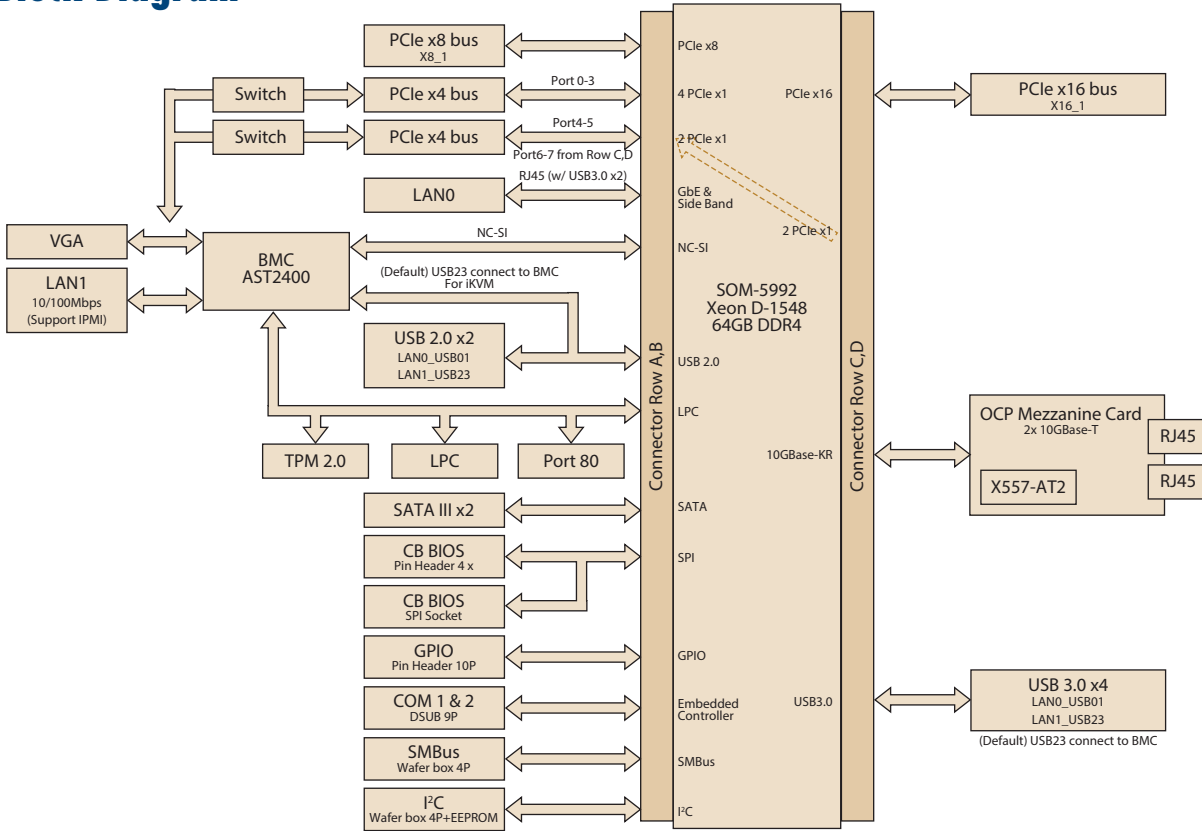 Block Diagram
PCIe x8 bus
X8_1
Switch
PCIe x4 bus
Port 0-3
Switch
PCIe x4 bus
Port4-5
Port6-7 from Row C,D
LAN0
RJ45 (w/ USB3.0 x2)
VGA
LAN1
10/100Mbps
(Support IPMI)
BMC
AST2400
NC-SI
(Default) USB23 connect to BMC
For iKVM
USB 2.0 x2
LAN0_USB01
LAN1_USB23
TPM 2.0
LPC
Port 80
SATA III x2
CB BIOS
Pin Header 4 x
CB BIOS
SPI Socket
GPIO
Pin Header 10P
COM 1 & 2
DSUB 9P
SMBus
Wafer box 4P
I²C
Wafer box 4P+EEPROM
Connector Row A,B
PCIe x8
4 PCIe x1
2 PCIe x1
GbE &
Side Band
NC-SI
USB 2.0
LPC
SATA
SPI
GPIO
Embedded
Controller
SMBus
I²C
SOM-5992
Xeon D-1548
64GB DDR4
PCIe x16
2 PCIe x1
10GBase-KR
USB3.0
Connector Row C,D
PCIe x16 bus
X16_1
OCP Mezzanine Card
2x 10GBase-T
X557-AT2
RJ45
RJ45
USB 3.0 x4
LAN0_USB01
LAN1_USB23
(Default) USB23 connect to BMC